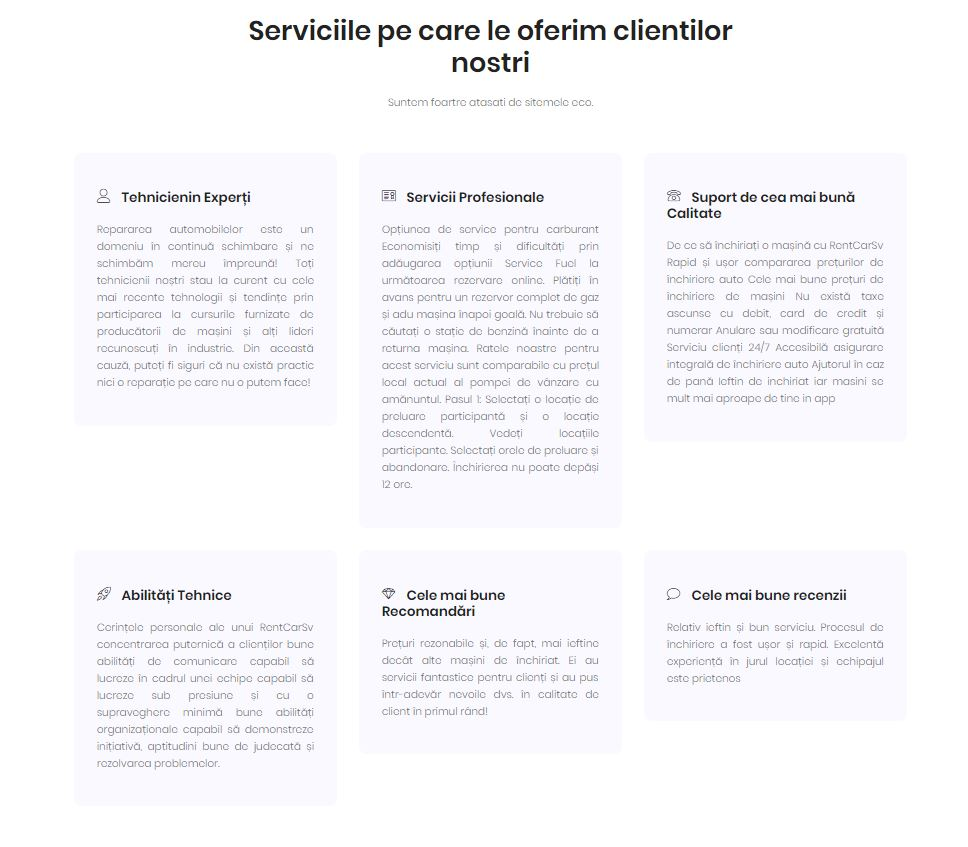 Serviciile pe care le oferim clientilor
nostri
Suntem foartre atasati de sitemele eco.
Tehnicienin Experți
Repararea automobilelor este un
domeniu în continuă schimbare și ne
schimbăm mereu împreună! Toți
tehnicienii noștri stau la curent cu cele
mai recente tehnologii și tendințe prin
participarea la cursurile furnizate de
producătorii de mașini și alți lideri
recunoscuți în industrie. Din această
cauză, puteți fi siguri că nu există practic
nici o reparație pe care nu o putem face!
Servicii Profesionale
Opțiunea de service pentru carburant
Economisiți timp și dificultăți prin
adăugarea opțiunii Service Fuel la
următoarea rezervare online. Plătiți în
avans pentru un rezervor complet de gaz
și adu mașina înapoi goală. Nu trebuie să
căutați o stație de benzină înainte de a
returna mașina. Ratele noastre pentru
acest serviciu sunt comparabile cu prețul
local actual al pompei de vânzare cu
amănuntul. Pasul 1: Selectați o locație de
preluare participantă și o locație
descendentă. Vedeți locațiile
participante. Selectați orele de preluare și
abandonare. Închirierea nu poate depăși
12 ore.
Suport de cea mai bună
Calitate
De ce să închiriați o mașină cu RentCarSv
Rapid și ușor compararea prețurilor de
închiriere auto Cele mai bune prețuri de
închiriere de mașini Nu există taxe
ascunse cu debit, card de credit și
numerar Anulare sau modificare gratuită
Serviciu clienți 24/7 Accesibilă asigurare
integrală de închiriere auto Ajutorul în caz
de pană Ieftin de inchiriat iar masini se
mult mai aproape de tine in app
Abilități Tehnice
Cerințele personale ale unui RentCarSv
concentrarea puternică a clienților bune
abilități de comunicare capabil să
lucreze în cadrul unei echipe capabil să
lucreze sub presiune și cu o
supraveghere minimă bune abilități
organizaționale capabil să demonstreze
inițiativă, aptitudini bune de judecată și
rezolvarea problemelor.
Cele mai bune
Recomandări
Prețuri rezonabile și, de fapt, mai ieftine
decât alte mașini de închiriat. Ei au
servicii fantastice pentru clienți și au pus
într-adevăr nevoile dvs. în calitate de
client în primul rând!
Cele mai bune recenzii
Relativ ieftin și bun serviciu. Procesul de
închiriere a fost ușor și rapid. Excelentă
experiență în jurul locației și echipajul
este prietenos